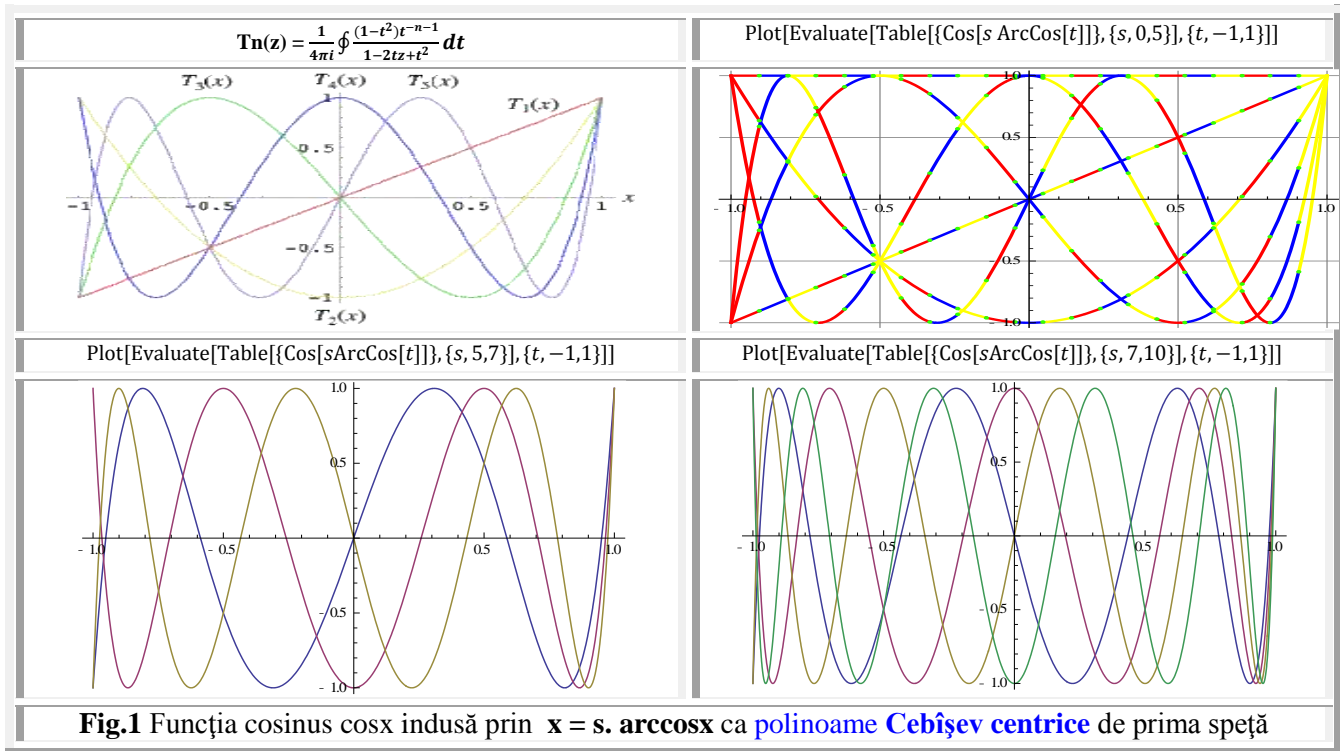 Tn(z) = 1/4πi ∮ (1−t²)t⁻ⁿ⁻¹/1−2tz+t² dt
Plot[Evaluate[Table[{Cos[s ArcCos[t]]}, {s, 0,5}], {t, −1,1}]]
T₃(x) T₄(x) T₅(x)
T₁(x)
1
0.5
-1 -0.5 0.5 1 x
-0.5
-1
T₂(x)
1.0
0.5
- 1.0 - 0.5 0.5 1.0
- 0.5
- 1.0
Plot[Evaluate[Table[{Cos[sArcCos[t]]}, {s, 5,7}], {t, −1,1}]]
Plot[Evaluate[Table[{Cos[sArcCos[t]]}, {s, 7,10}], {t, −1,1}]]
1.0
0.5
- 1.0 - 0.5 0.5 1.0
- 0.5
- 1.0
1.0
0.5
- 1.0 - 0.5 0.5 1.0
- 0.5
- 1.0
Fig.1 Funcţia cosinus cosx indusă prin x = s. arccosx ca polinoame Cebîşev centrice de prima speţă